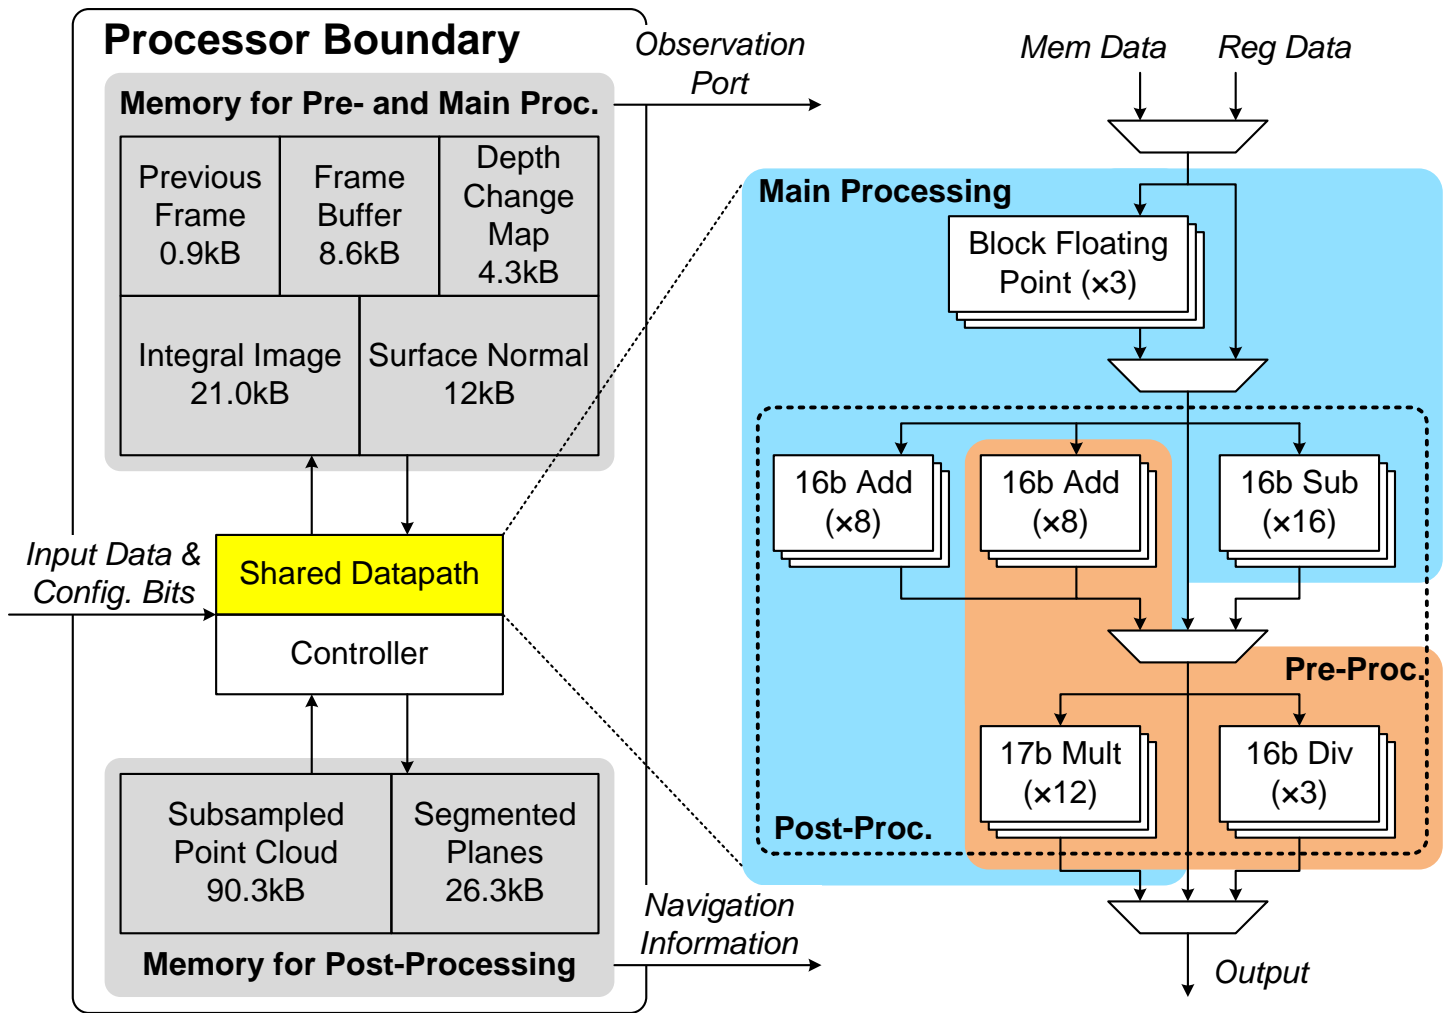 Processor Boundary
Memory for Pre- and Main Proc.
Previous
Frame
0.9kB
Frame
Buffer
8.6kB
Depth
Change
Map
4.3kB
Integral Image
21.0kB
Surface Normal
12kB
Input Data &
Config. Bits
Shared Datapath
Controller
Subsampled
Point Cloud
90.3kB
Segmented
Planes
26.3kB
Memory for Post-Processing
Observation
Port
Navigation
Information
Mem Data
Reg Data
Main Processing
Block Floating
Point (×3)
16b Add
(×8)
16b Add
(×8)
16b Sub
(×16)
Pre-Proc.
17b Mult
(×12)
16b Div
(×3)
Post-Proc.
Output